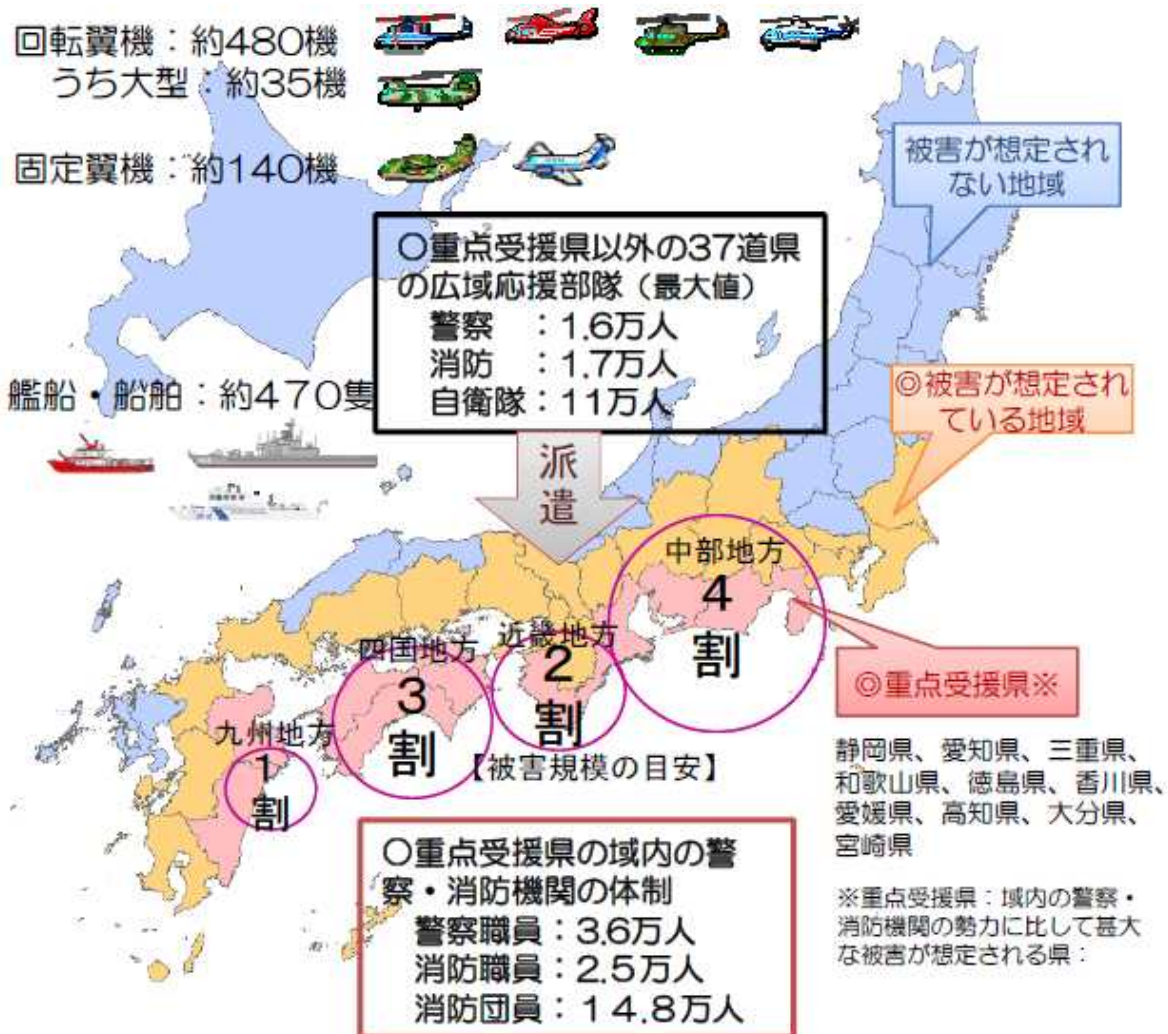 回転翼機：約480機
うち大型：約35機
固定翼機：約140機
被害が想定され
ない地域
〇重点受援県以外の37道県
の広域応援部隊（最大値）
警察　：1.6万人
消防　：1.7万人
自衛隊：11万人
艦船・船舶：約470隻
◎被害が想定され
ている地域
派
遣
中部地方
4
割
近畿地方
2
割
四国地方
3
割
九州地方
1
割
【被害規模の目安】
◎重点受援県※
静岡県、愛知県、三重県、
和歌山県、徳島県、香川県、
愛媛県、高知県、大分県、
宮崎県
〇重点受援県の域内の警
察・消防機関の体制
警察職員：3.6万人
消防職員：2.5万人
消防団員：14.8万人
※重点受援県：域内の警察・
消防機関の勢力に比して甚大
な被害が想定される県：